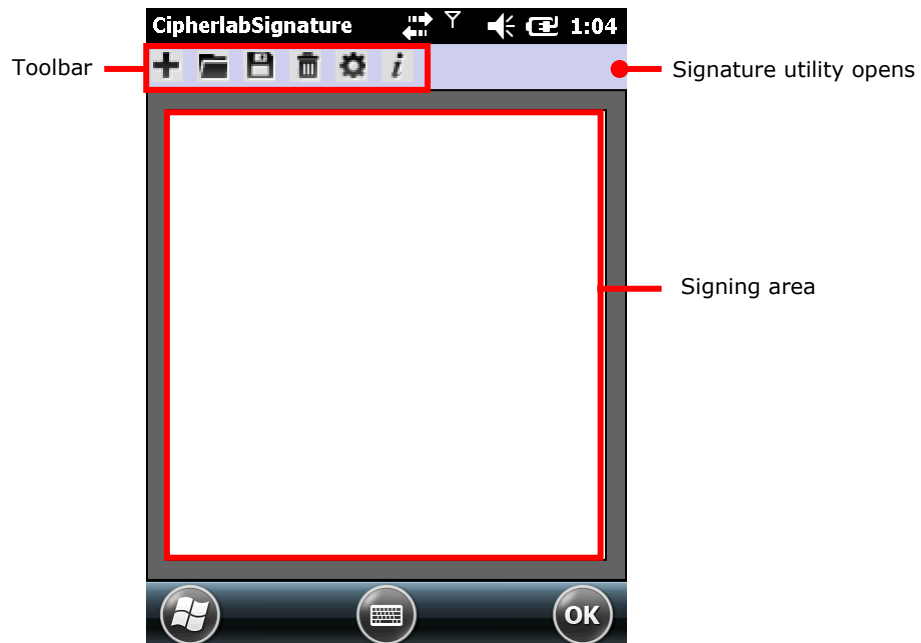 CipherlabSignature 1:04
Toolbar
i
Signature utility opens
Signing area
OK